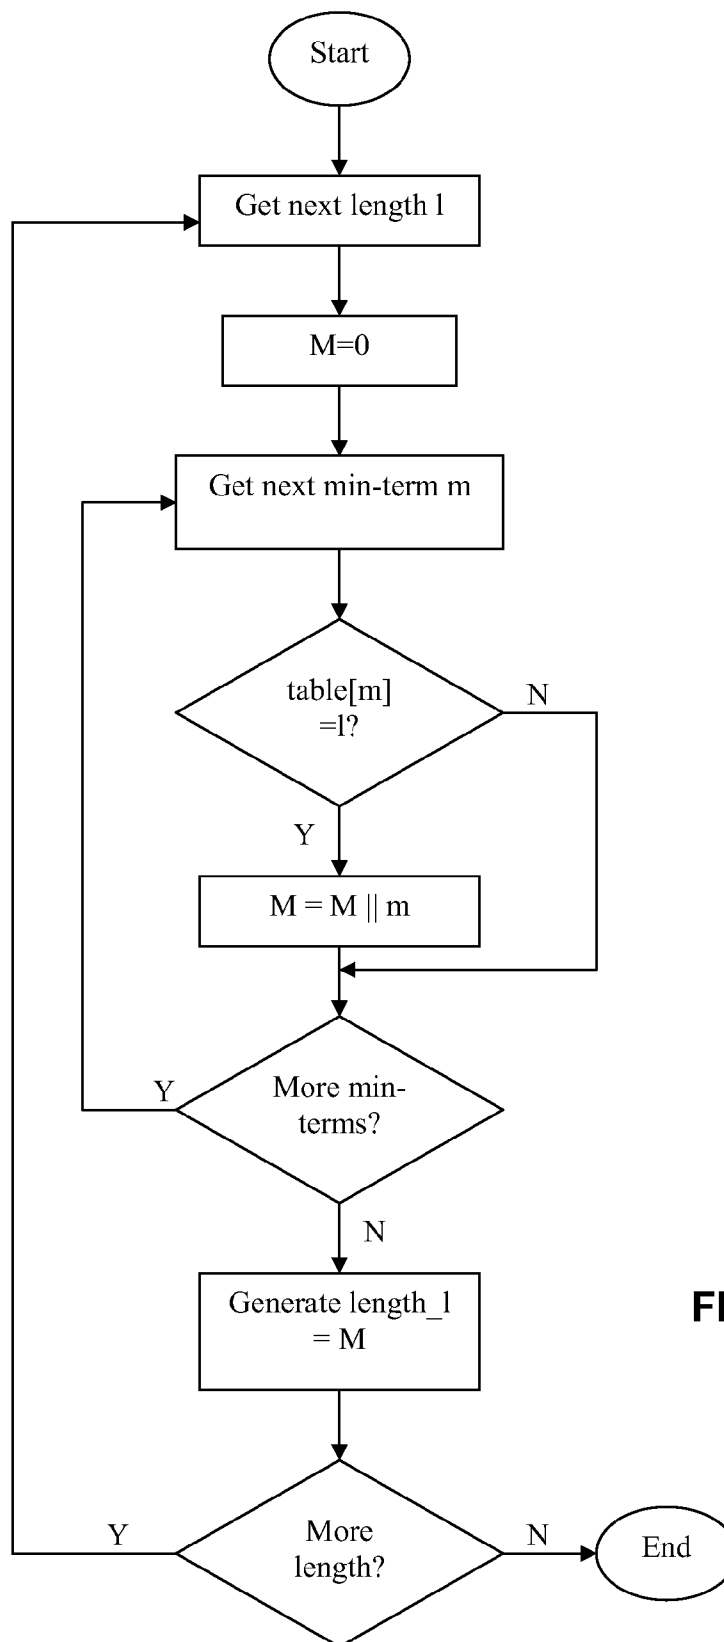 Start
Get next length l
M=0
Get next min-term m
table[m]
=l?
N
Y
M = M || m
Y
More min-
terms?
N
Generate length_l
= M
Y
More
length?
N
End